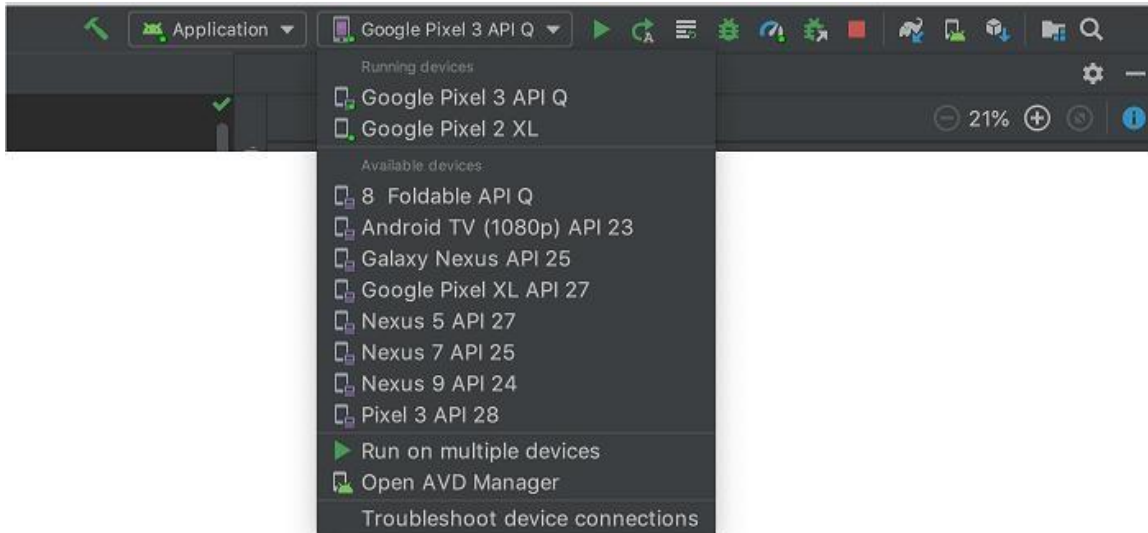 Application
Google Pixel 3 API Q
Running devices
Google Pixel 3 API Q
21%
Google Pixel 2 XL
Available devices
8 Foldable API Q
Android TV (1080p) API 23
Galaxy Nexus API 25
Google Pixel XL API 27
Nexus 5 API 27
Nexus 7 API 25
Nexus 9 API 24
Pixel 3 API 28
Run on multiple devices
Open AVD Manager
Troubleshoot device connections